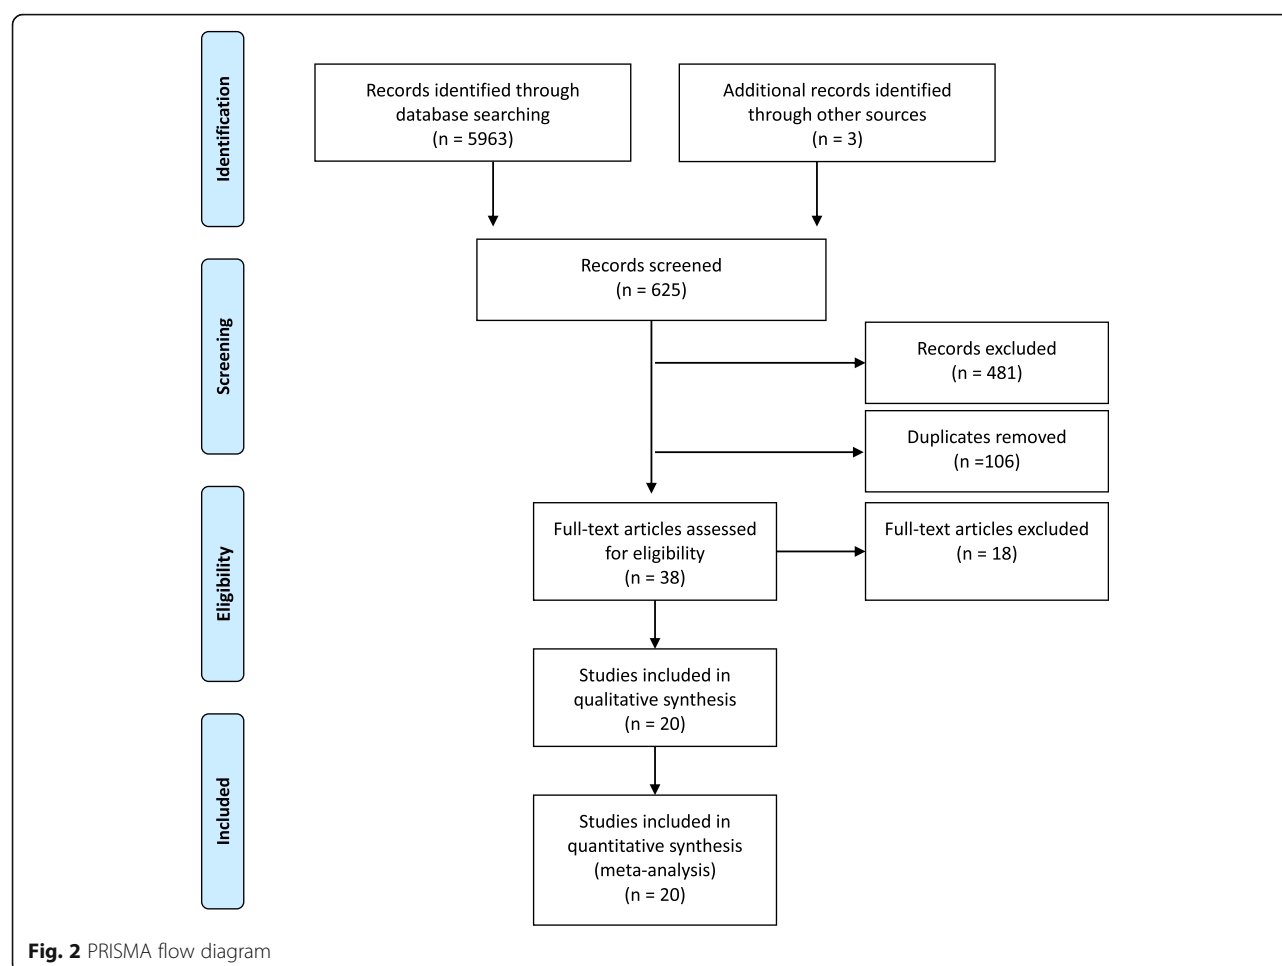 Identification
Records identified through
database searching
(n = 5963)
Additional records identified
through other sources
(n = 3)
Screening
Records screened
(n = 625)
Records excluded
(n = 481)
Duplicates removed
(n =106)
Eligibility
Full-text articles assessed
for eligibility
(n = 38)
Full-text articles excluded
(n = 18)
Studies included in
qualitative synthesis
(n = 20)
Included
Studies included in
quantitative synthesis
(meta-analysis)
(n = 20)
Fig. 2 PRISMA flow diagram